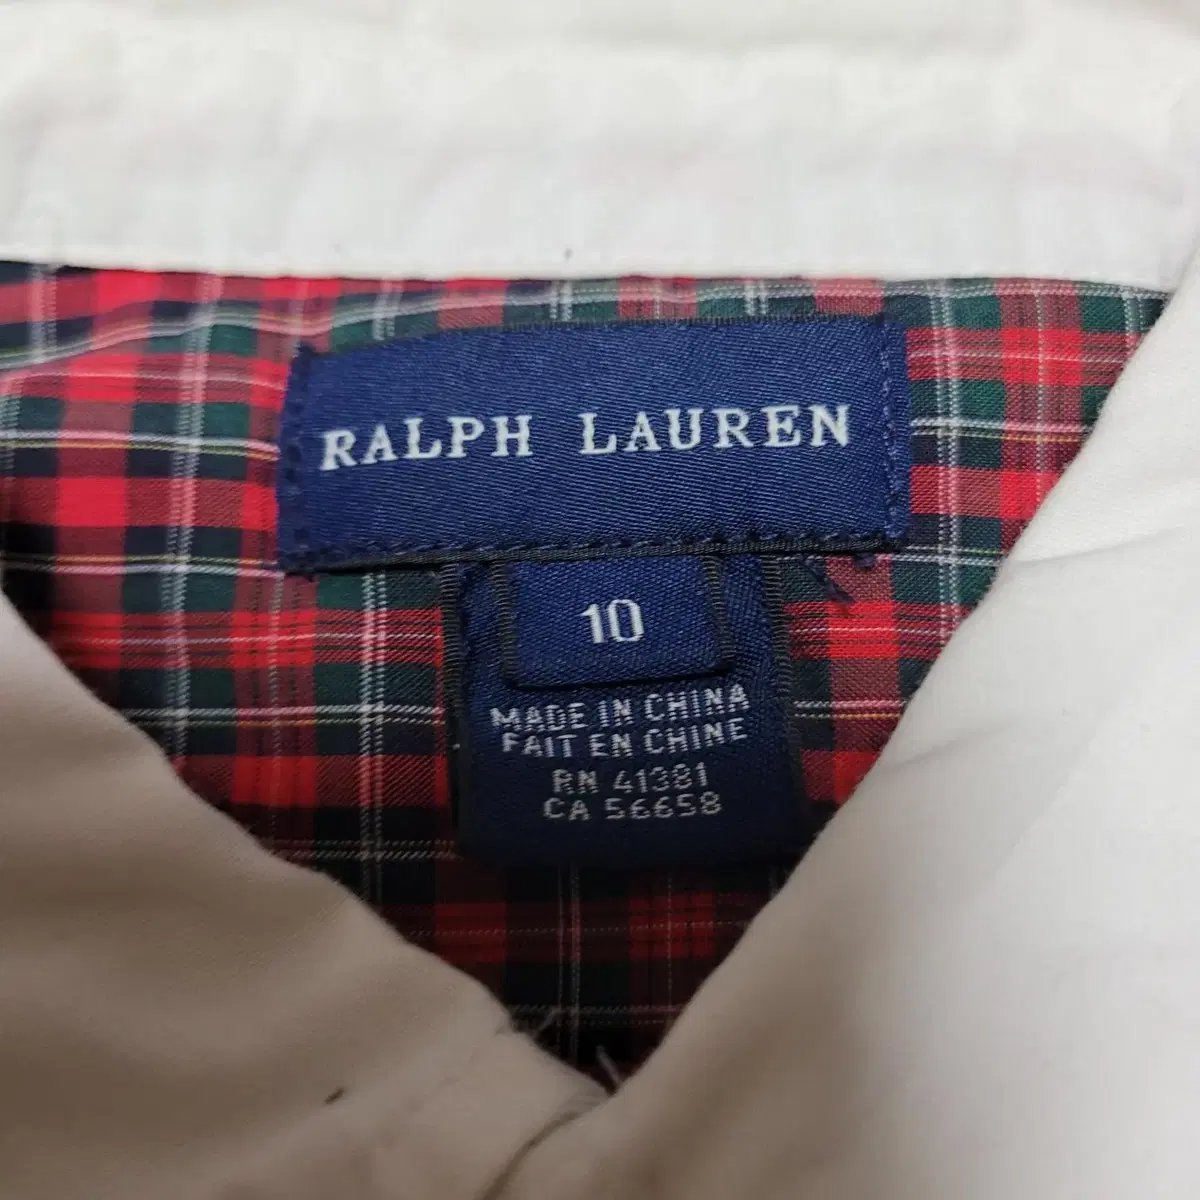 RALPH LAUREN
10
MADE IN CHINA
FAIT EN CHINE
RN 41381
CA 56658